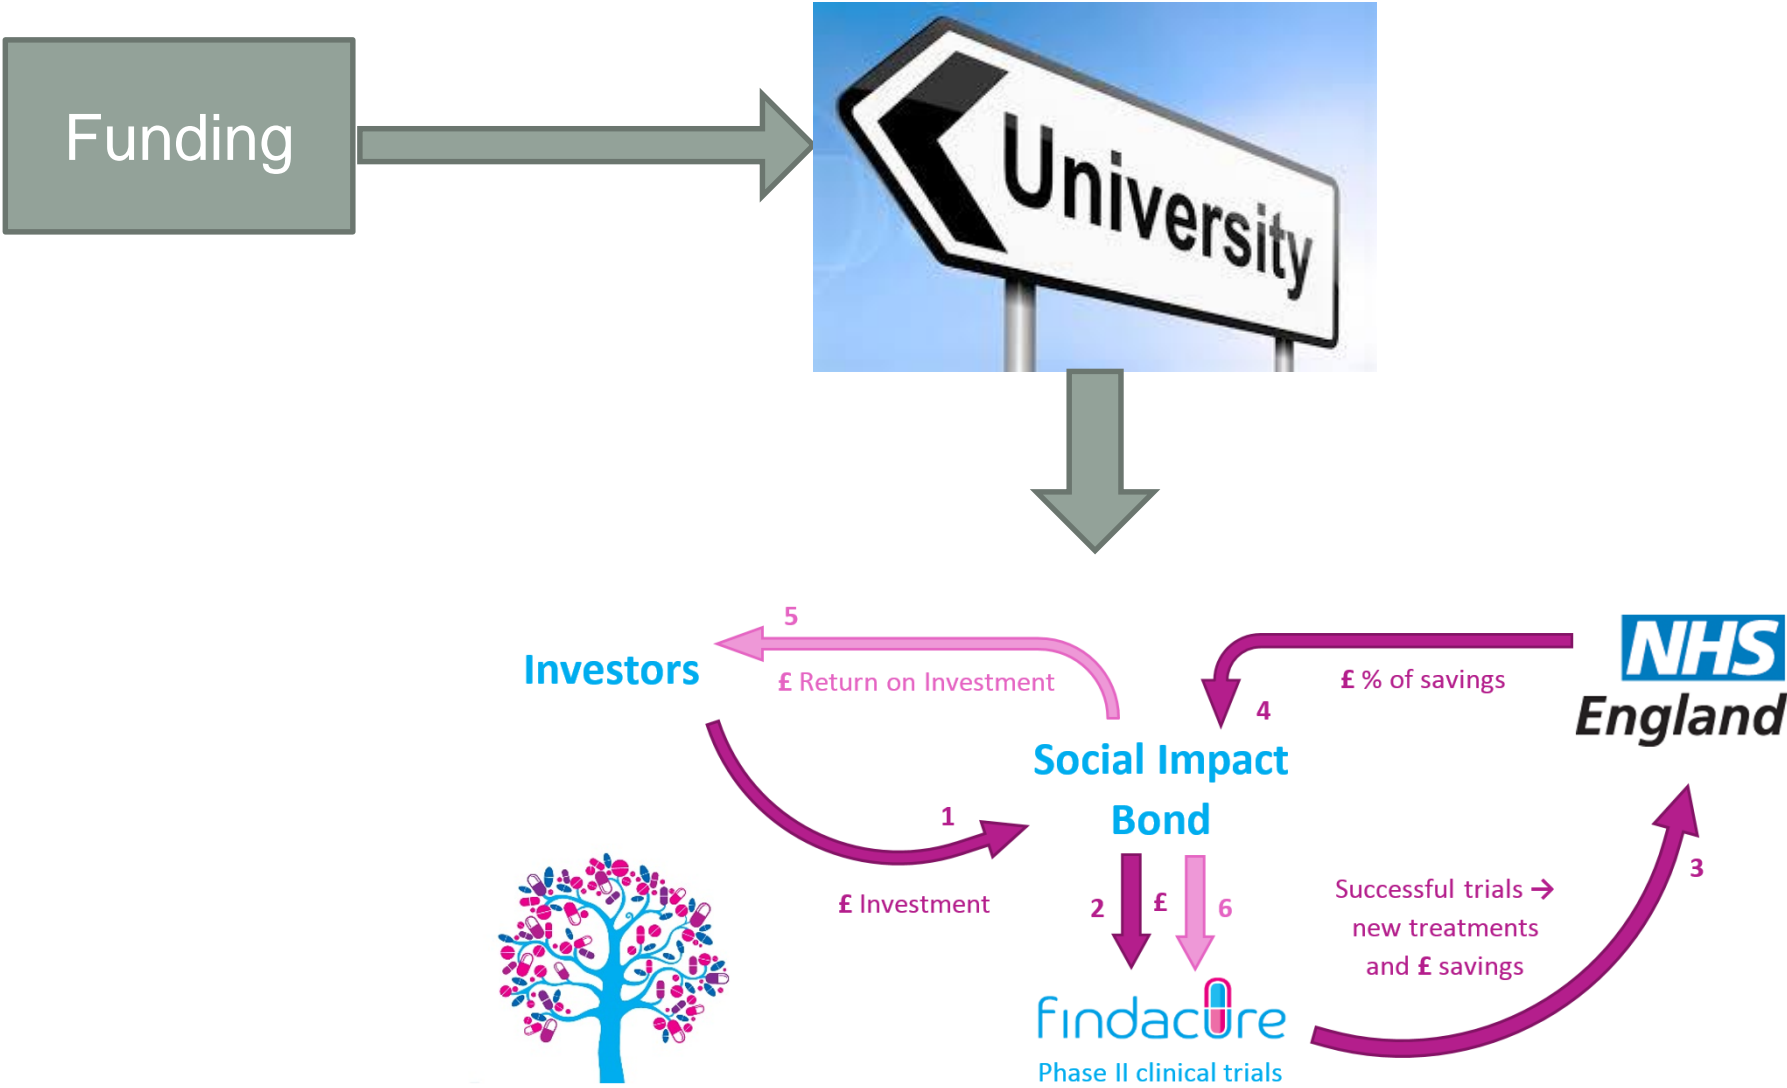 Funding
University
5
Investors
£ Return on Investment
£ % of savings
4
NHS
England
Social Impact
Bond
1
£ Investment
2
£
6
Successful trials →
new treatments
and £ savings
3
findacure
Phase II clinical trials